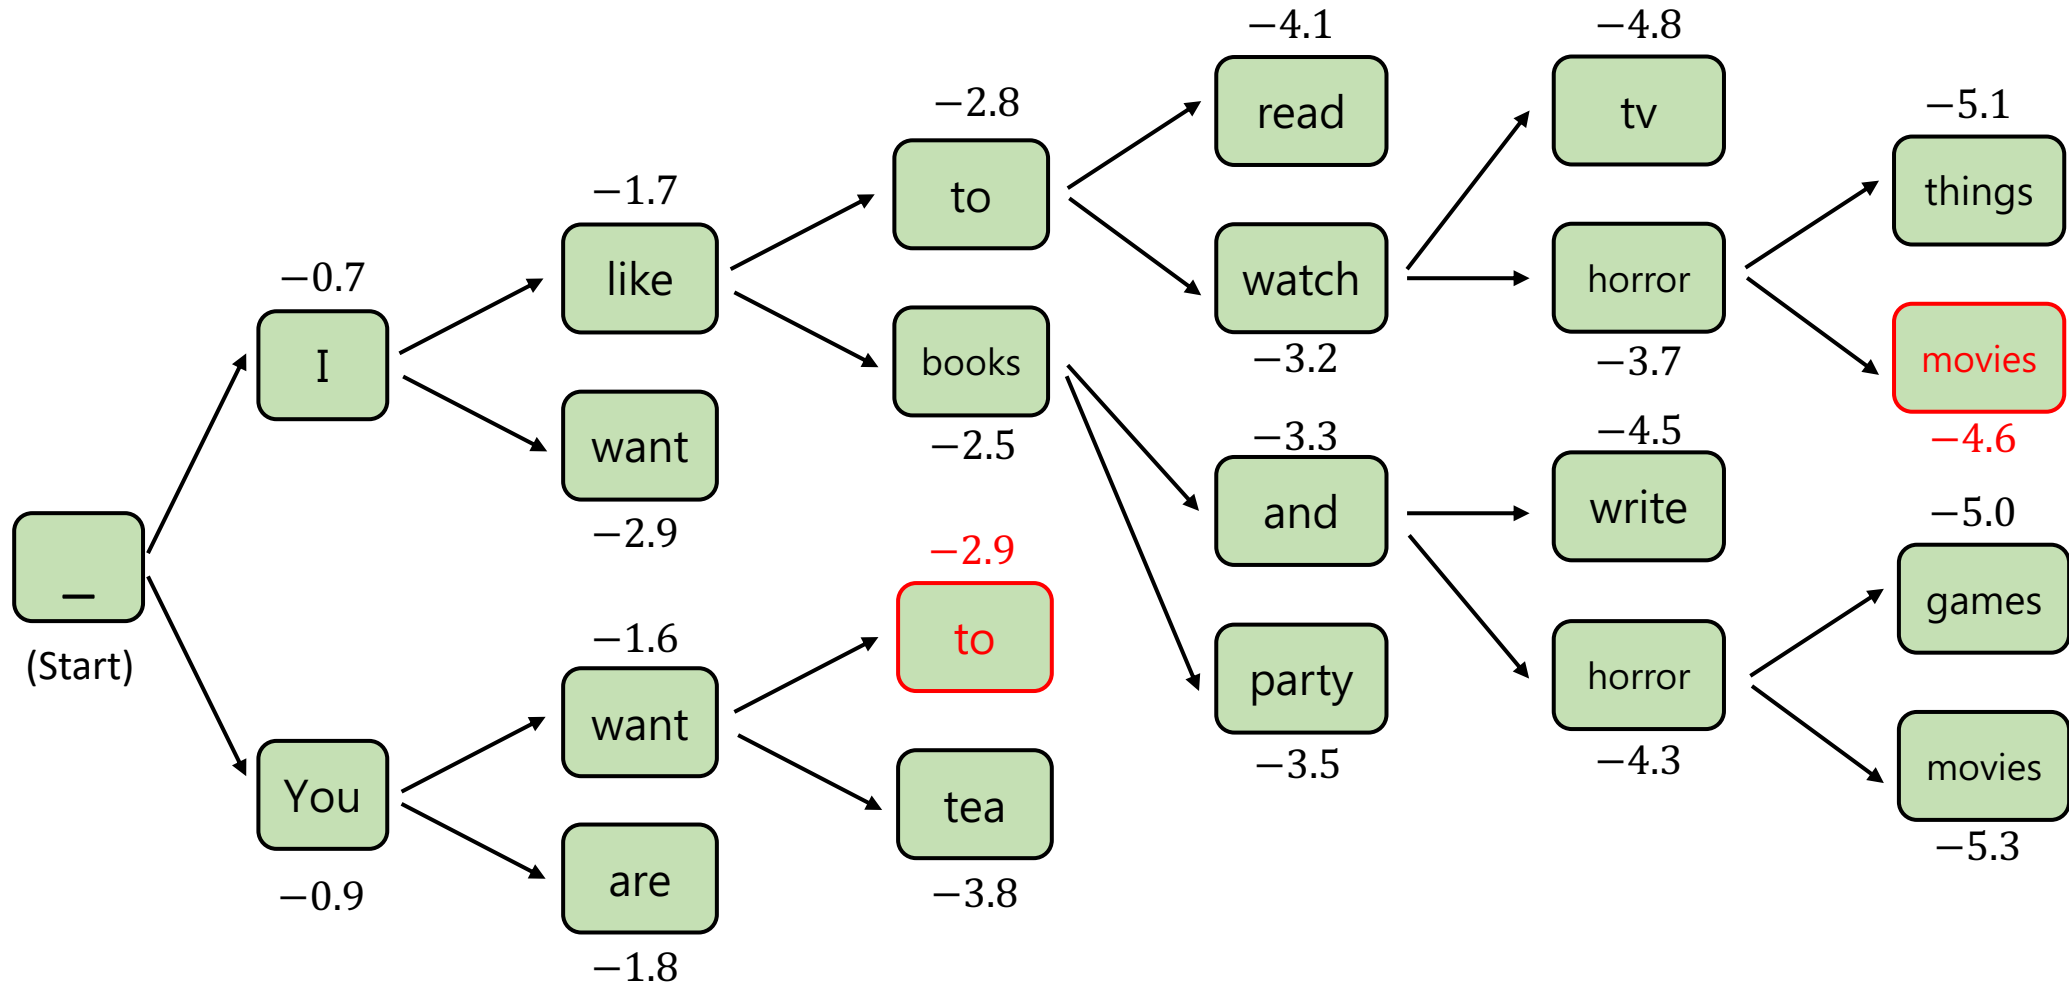 _
(Start)
−0.7
I
You
−0.9
−1.7
like
want
−2.9
−1.6
want
are
−1.8
−2.8
to
books
−2.5
−2.9
to
tea
−3.8
−4.1
read
watch
−3.2
−3.3
and
party
−3.5
−4.8
tv
horror
−3.7
−4.5
write
horror
−4.3
−5.1
things
movies
−4.6
−5.0
games
movies
−5.3